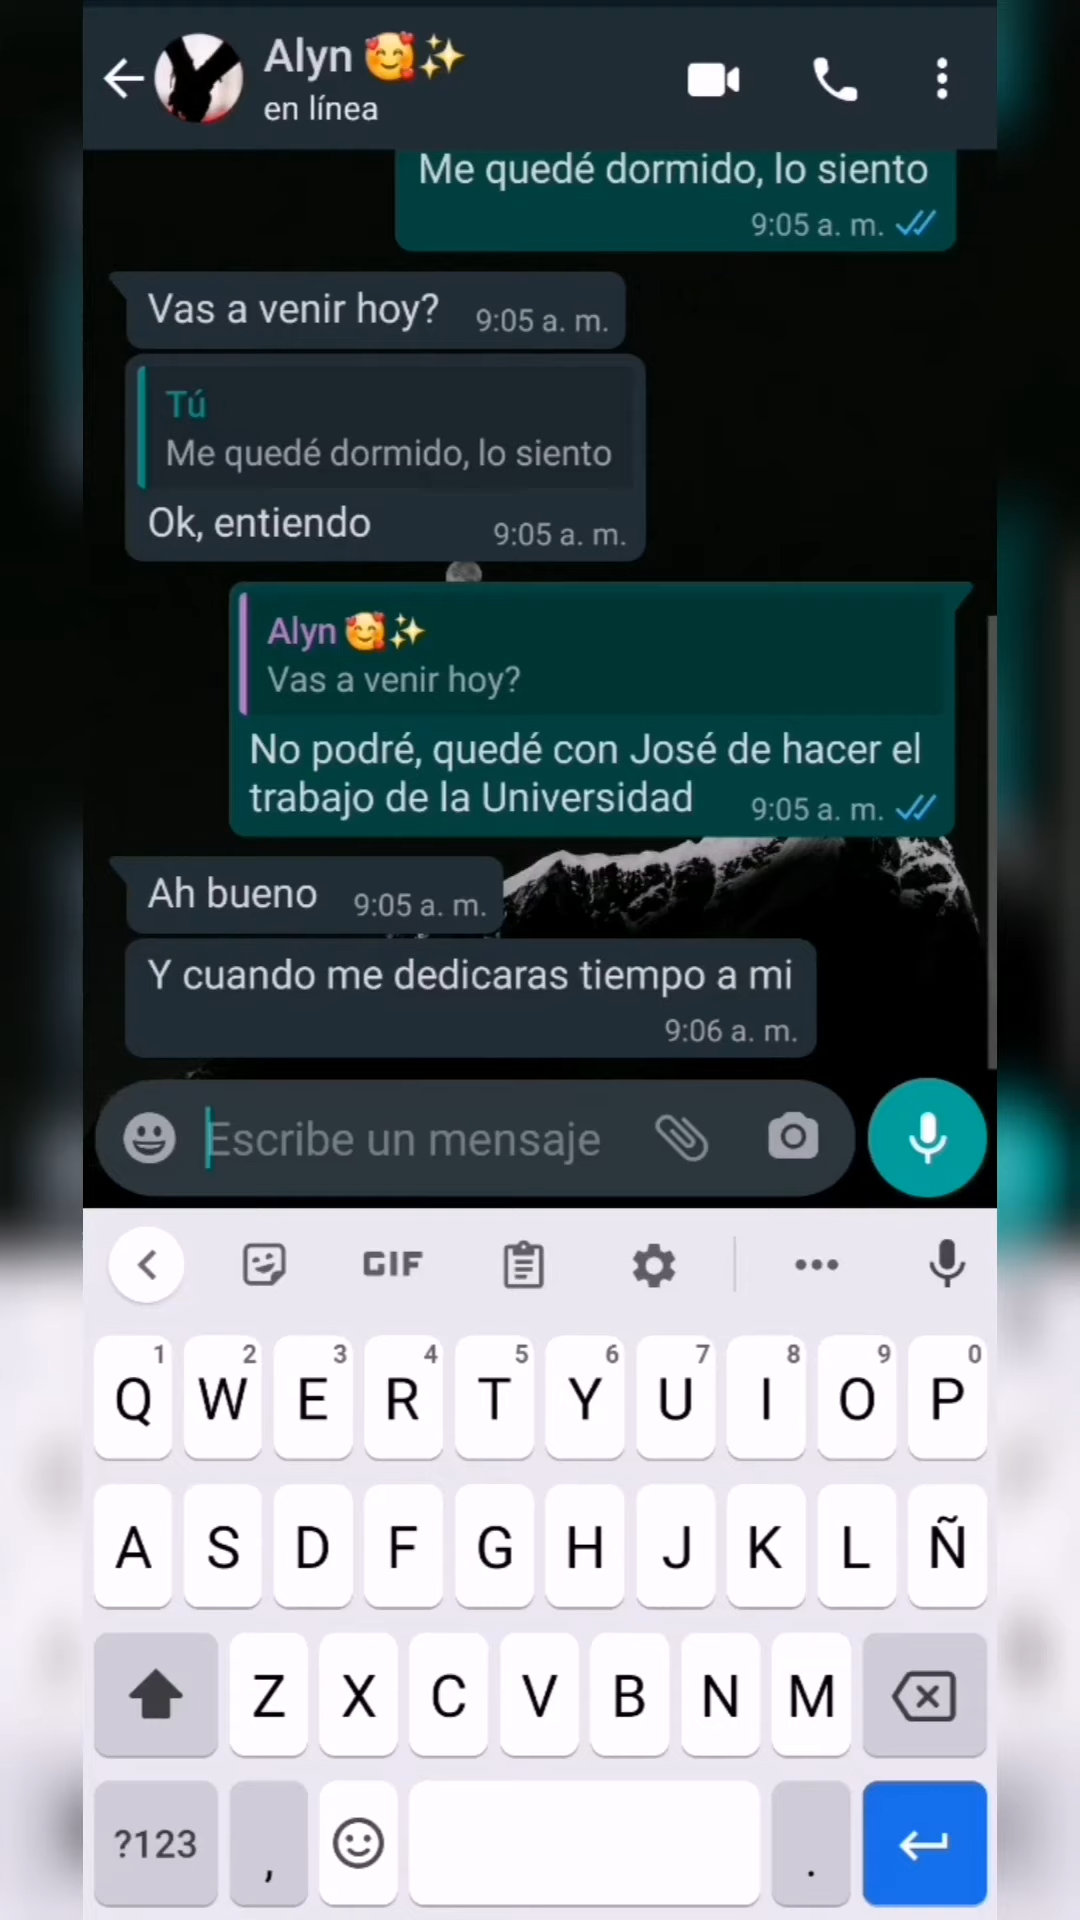 Alyn 🥰✨
en línea
Me quedé dormido, lo siento
9:05 a. m.
Vas a venir hoy? 9:05 a. m.
Tú
Me quedé dormido, lo siento
Ok, entiendo 9:05 a. m.
Alyn 🥰✨
Vas a venir hoy?
No podré, quedé con José de hacer el
trabajo de la Universidad 9:05 a. m.
Ah bueno 9:05 a. m.
Y cuando me dedicaras tiempo a mi
9:06 a. m.
Escribe un mensaje
GIF
1 2 3 4 5 6 7 8 9 0
Q W E R T Y U I O P
A S D F G H J K L Ñ
Z X C V B N M
?123 , .